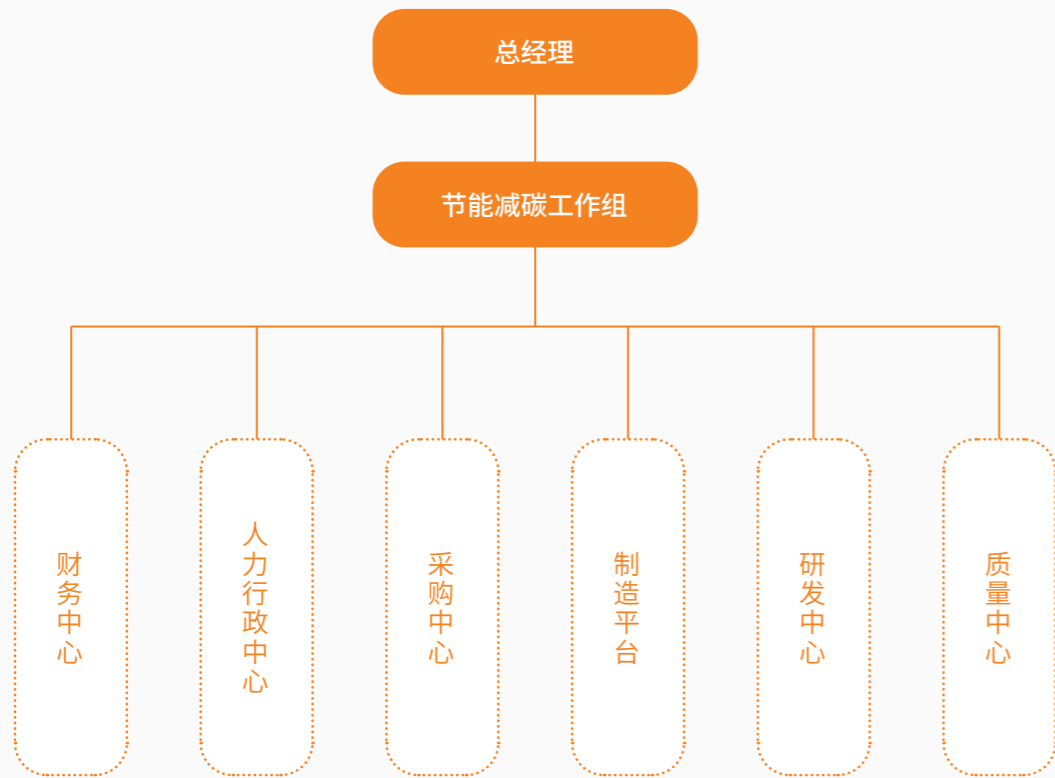 总经理
节能减碳工作组
财务中心
人力行政中心
采购中心
制造平台
研发中心
质量中心